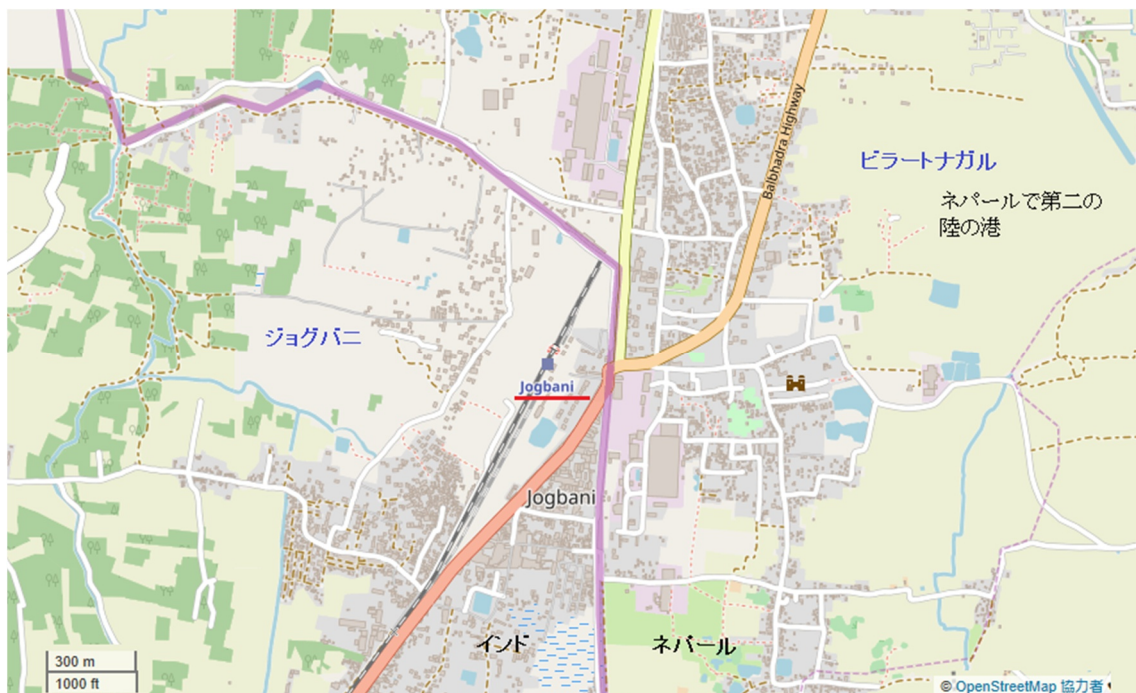 Balbhadra Highway
ビラートナガル
ネパールで第二の
陸の港
ジョグバニ
Jogbani
Jogbani
インド
ネパール
300 m
1000 ft
© OpenStreetMap 協力者